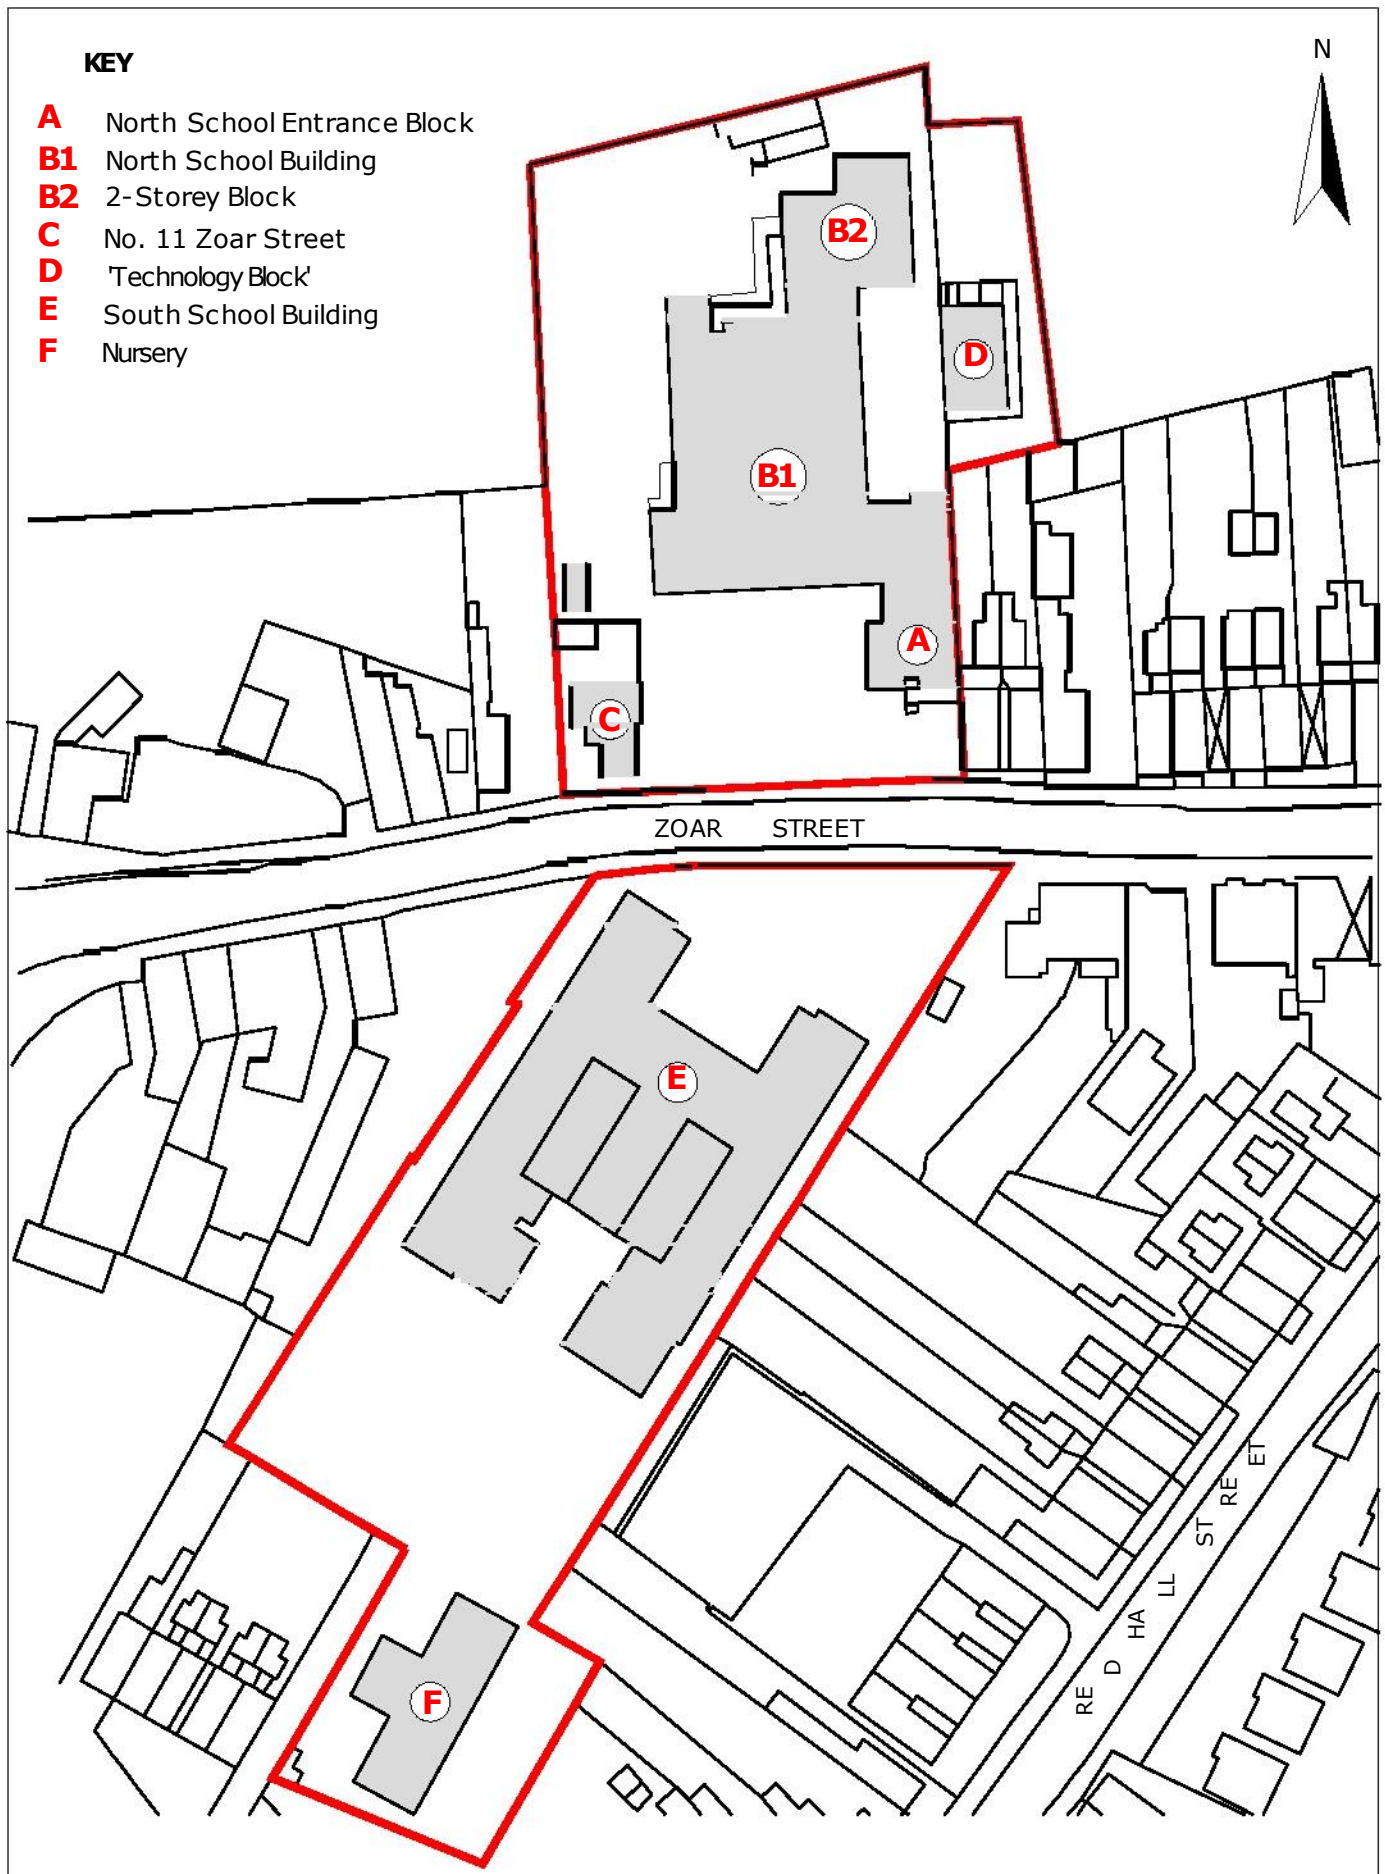 KEY
A North School Entrance Block
B1 North School Building
B2 2-Storey Block
C No. 11 Zoar Street
D 'Technology Block'
E South School Building
F Nursery
N
B2
D
B1
A
C
ZOAR STREET
E
F
RE D HA LL ST RE ET